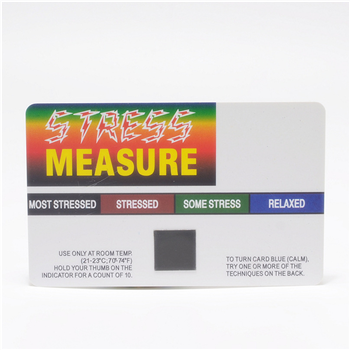 STRESS
MEASURE
MOST STRESSED STRESSED SOME STRESS RELAXED
USE ONLY AT ROOM TEMP.
(21-23°C;70°-74°F)
HOLD YOUR THUMB ON THE
INDICATOR FOR A COUNT OF 10.
TO TURN CARD BLUE (CALM),
TRY ONE OR MORE OF THE
TECHNIQUES ON THE BACK.